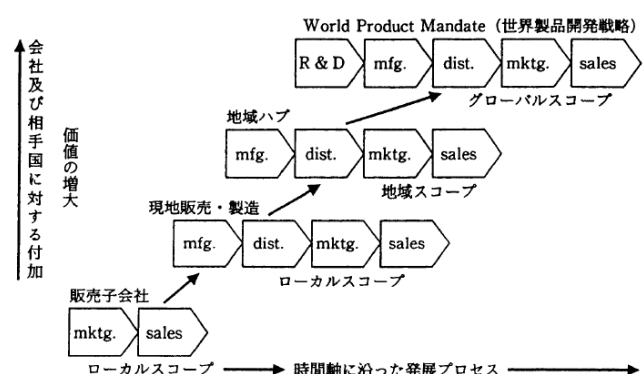 World Product Mandate（世界製品開発戦略）
R & D mfg. dist. mktg. sales
グローバルスコープ
地域ハブ
mfg. dist. mktg. sales
地域スコープ
現地販売・製造
mfg. dist. mktg. sales
ローカルスコープ
販売子会社
mktg. sales
ローカルスコープ
時間軸に沿った発展プロセス
会社及び相手国に対する付加
価値の増大